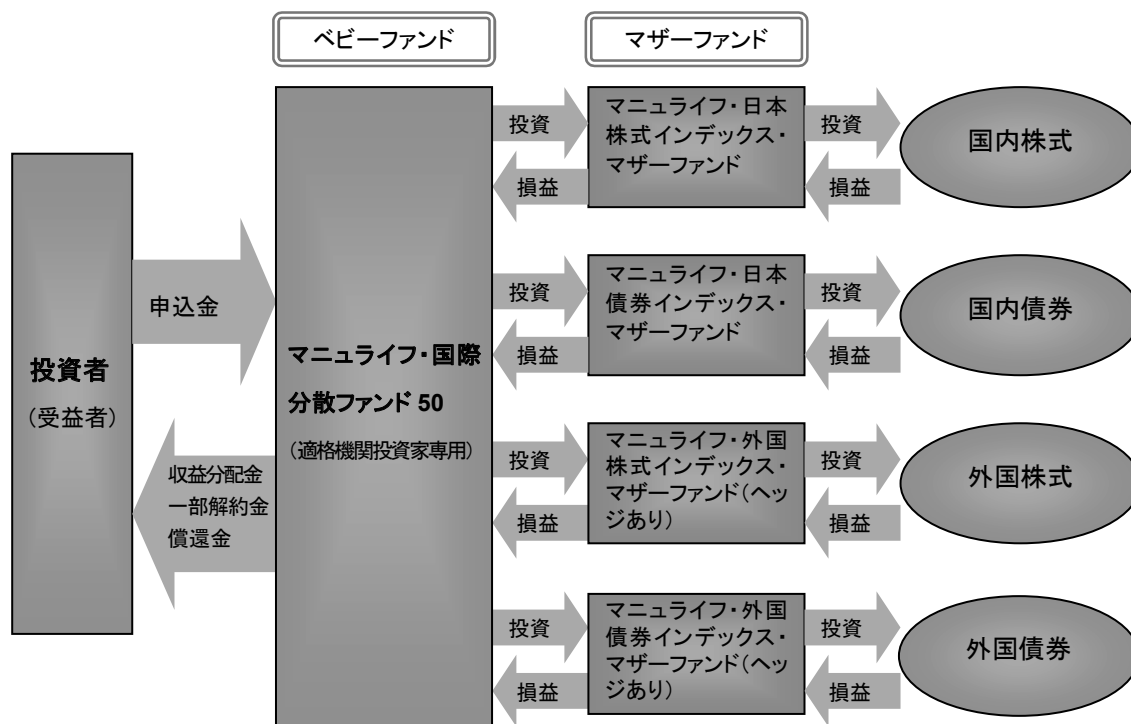 ベビーファンド
マザーファンド
投資者
(受益者)
申込金
収益分配金
一部解約金
償還金
マニュライフ・国際
分散ファンド 50
(適格機関投資家専用)
投資
損益
マニュライフ・日本
株式インデックス・
マザーファンド
投資
損益
国内株式
投資
損益
マニュライフ・日本
債券インデックス・
マザーファンド
投資
損益
国内債券
投資
損益
マニュライフ・外国
株式インデックス・
マザーファンド(ヘッ
ジあり)
投資
損益
外国株式
投資
損益
マニュライフ・外国
債券インデックス・
マザーファンド(ヘッ
ジあり)
投資
損益
外国債券